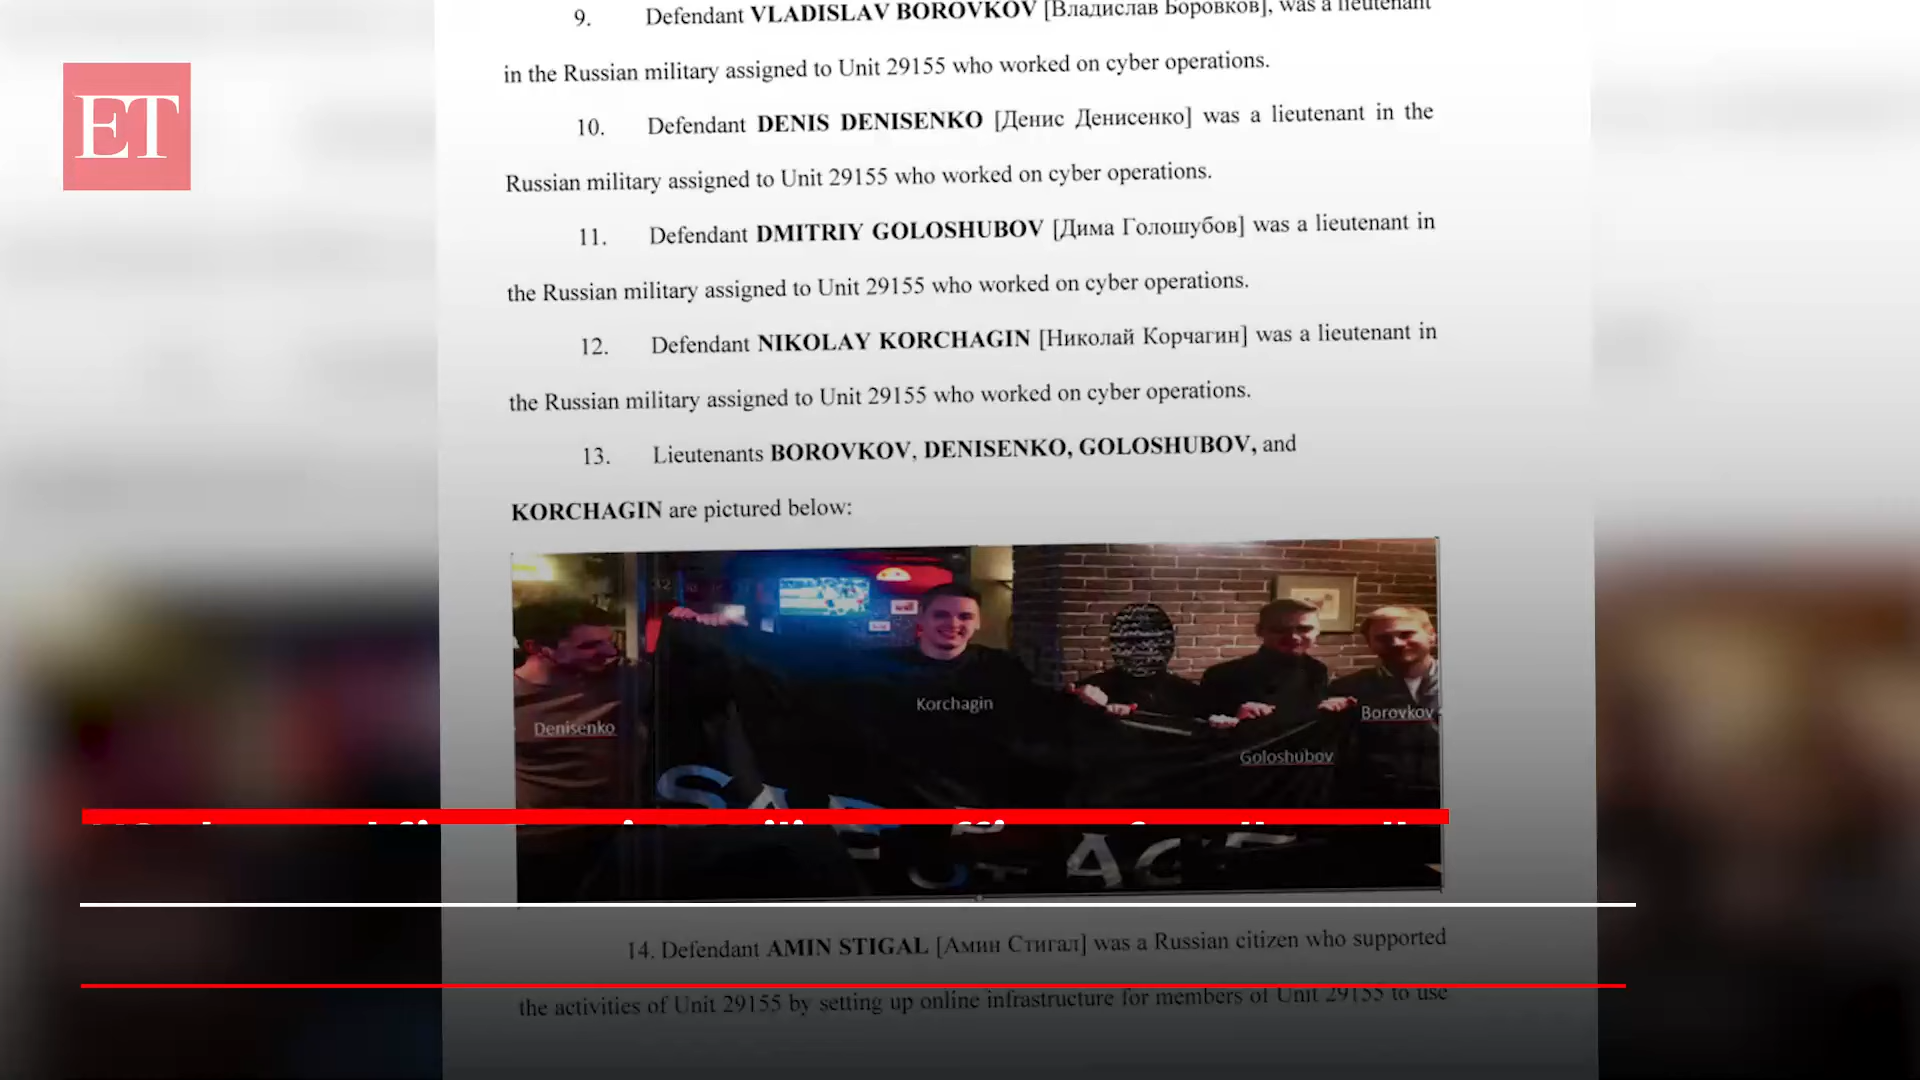 9. Defendant VLADISLAV BOROVKOV [Владислав Боровков], was a lieutenant
ET
in the Russian military assigned to Unit 29155 who worked on cyber operations.
10. Defendant DENIS DENISENKO [Денис Денисенко] was a lieutenant in the
Russian military assigned to Unit 29155 who worked on cyber operations.
11. Defendant DMITRIY GOLOSHUBOV [Дима Голошубов] was a lieutenant in
the Russian military assigned to Unit 29155 who worked on cyber operations.
12. Defendant NIKOLAY KORCHAGIN [Николай Корчагин] was a lieutenant in
the Russian military assigned to Unit 29155 who worked on cyber operations.
13. Lieutenants BOROVKOV, DENISENKO, GOLOSHUBOV, and
KORCHAGIN are pictured below:
32
Korchagin
Borovkov
Denisenko
Goloshubov
14. Defendant AMIN STIGAL [Амин Стигал] was a Russian citizen who supported
the activities of Unit 29155 by setting up online infrastructure for members of Unit 29155 to use